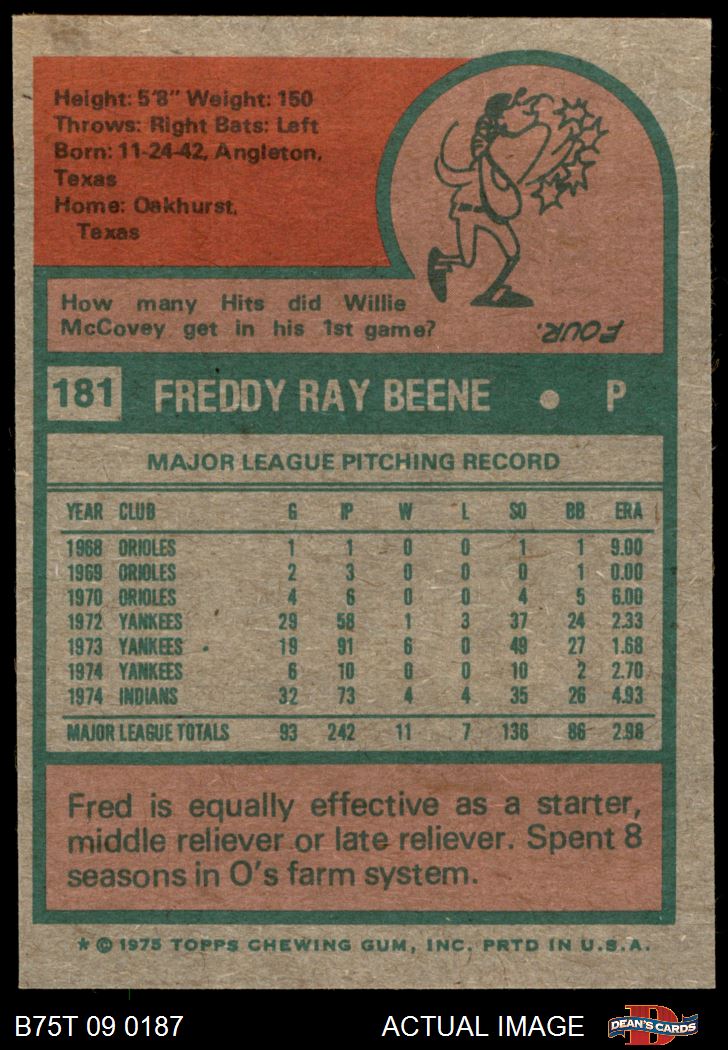 Height: 5'8" Weight: 150
Throws: Right Bats: Left
Born: 11-24-42, Angleton,
Texas
Home: Oakhurst,
Texas
How many Hits did Willie
McCovey get in his 1st game?
FOUR.
181 FREDDY RAY BEENE • P
MAJOR LEAGUE PITCHING RECORD
YEAR CLUB G IP W L SO BB ERA
1968 ORIOLES 1 1 0 0 1 1 9.00
1969 ORIOLES 2 3 0 0 0 1 0.00
1970 ORIOLES 4 6 0 0 4 5 6.00
1972 YANKEES 29 58 1 3 37 24 2.33
1973 YANKEES 19 91 6 0 49 27 1.68
1974 YANKEES 6 10 0 0 10 2 2.70
1974 INDIANS 32 73 4 4 35 26 4.93
MAJOR LEAGUE TOTALS 93 242 11 7 136 86 2.98
Fred is equally effective as a starter,
middle reliever or late reliever. Spent 8
seasons in O's farm system.
* © 1975 TOPPS CHEWING GUM, INC. PRTD IN U.S.A.
B75T 09 0187 ACTUAL IMAGE D DEAN'S CARDS